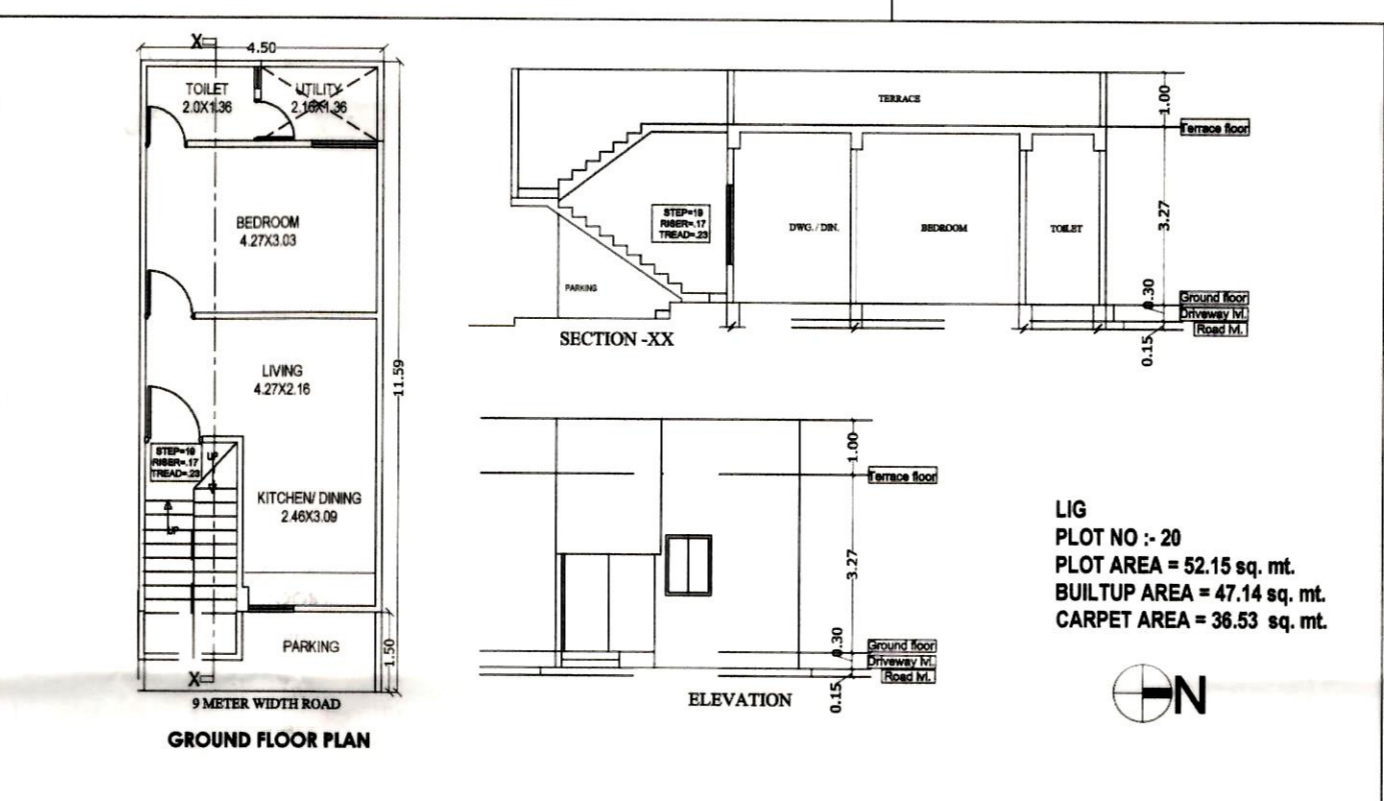 X
4.50
TOILET
2.0X1.36
UTILITY
2.16X1.36
BEDROOM
4.27X3.03
LIVING
4.27X2.16
11.59
STEP=19
RISER=.17
TREAD=.23
UP
UP
KITCHEN/ DINING
2.46X3.09
PARKING
1.50
X
9 METER WIDTH ROAD
GROUND FLOOR PLAN
TERRACE
1.00
Terrace floor
STEP=19
RISER=.17
TREAD=.23
DWG. / DIN.
BEDROOM
TOILET
3.27
PARKING
0.30
Ground floor
Driveway lvl.
Road lvl.
0.15
SECTION -XX
1.00
Terrace floor
3.27
0.30
Ground floor
Driveway lvl.
Road lvl.
0.15
ELEVATION
LIG
PLOT NO :- 20
PLOT AREA = 52.15 sq. mt.
BUILTUP AREA = 47.14 sq. mt.
CARPET AREA = 36.53 sq. mt.
N